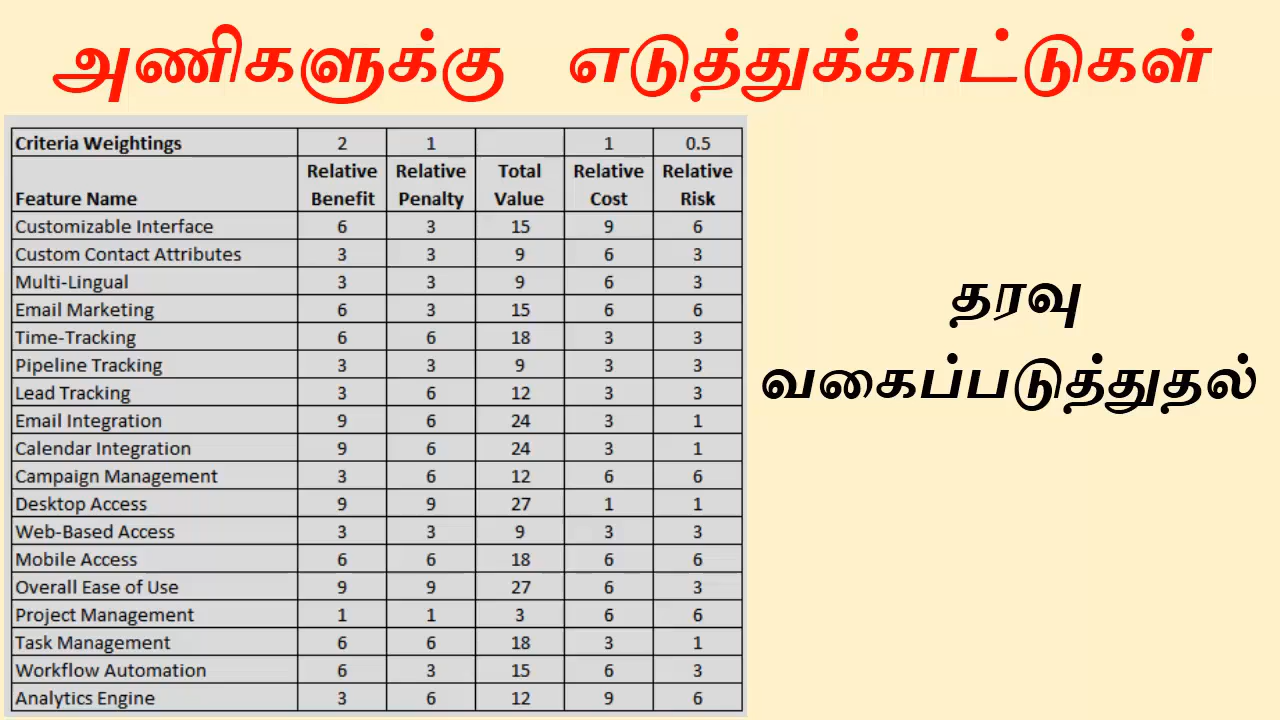 அணிகளுக்கு எடுத்துக்காட்டுகள்
Criteria Weightings 2 1 1 0.5
Feature Name Relative Benefit Relative Penalty Total Value Relative Cost Relative Risk
Customizable Interface 6 3 15 9 6
Custom Contact Attributes 3 3 9 6 3
Multi-Lingual 3 3 9 6 3
Email Marketing 6 3 15 6 6
Time-Tracking 6 6 18 3 3
Pipeline Tracking 3 3 9 3 3
Lead Tracking 3 6 12 3 3
Email Integration 9 6 24 3 1
Calendar Integration 9 6 24 3 1
Campaign Management 3 6 12 6 6
Desktop Access 9 9 27 1 1
Web-Based Access 3 3 9 3 3
Mobile Access 6 6 18 6 6
Overall Ease of Use 9 9 27 6 3
Project Management 1 1 3 6 6
Task Management 6 6 18 3 1
Workflow Automation 6 3 15 6 3
Analytics Engine 3 6 12 9 6
தரவு
வகைப்படுத்துதல்